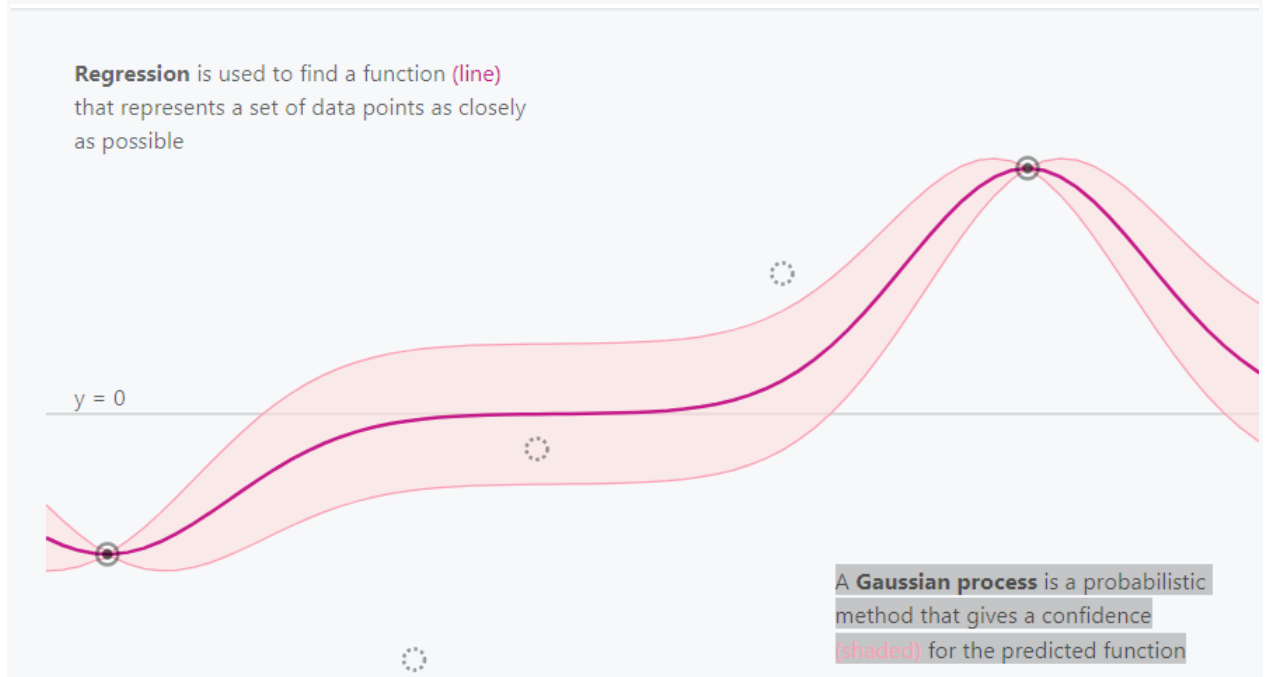 Regression is used to find a function (line)
that represents a set of data points as closely
as possible
y = 0
A Gaussian process is a probabilistic
method that gives a confidence
(shaded) for the predicted function